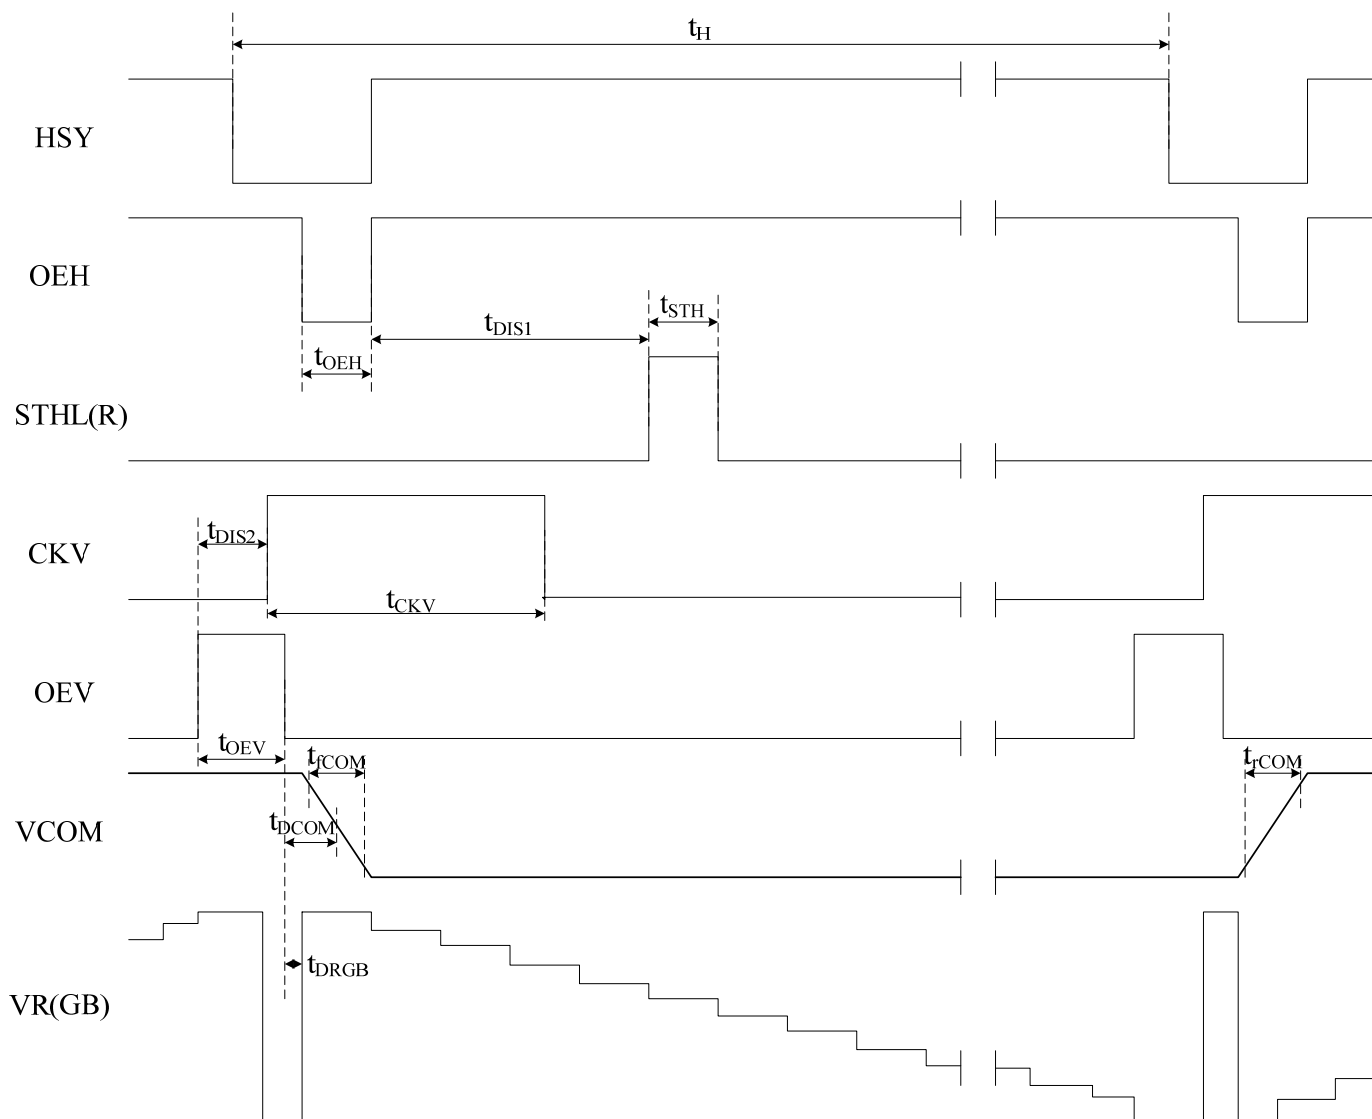 tH
HSY
OEH
tSTH
tDIS1
tOEH
STHL(R)
tDIS2
CKV
tCKV
OEV
tOEV
tfCOM
trCOM
tDCOM
VCOM
tDRGB
VR(GB)